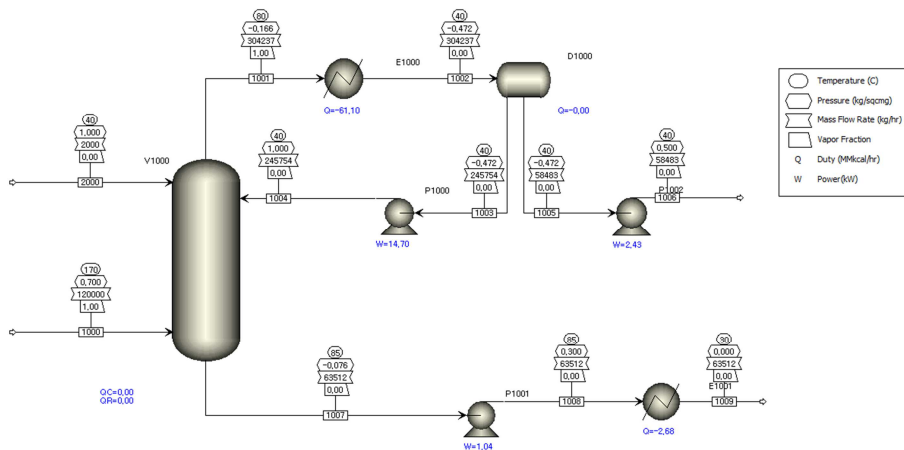 80
-0,166
304237
1,00
1001
E1000
40
-0,472
304237
0,00
1002
D1000
Q=-61,10
Q=-0,00
Temperature (C)
Pressure (kg/sqcmg)
Mass Flow Rate (kg/hr)
Vapor Fraction
Q Duty (MMkcal/hr)
W Power(kW)
40
1,000
2000
0,00
2000
V1000
40
1,000
245754
0,00
1004
P1000
W=14,70
40
-0,472
245754
0,00
1003
40
-0,472
58483
0,00
1005
40
0,500
58483
0,00
P1002
1006
W=2,43
170
0,700
120000
1,00
1000
QC=0,00
QR=0,00
85
-0,076
63512
0,00
1007
P1001
W=1,04
85
0,300
63512
0,00
1008
30
0,000
63512
0,00
E1001
1009
Q=-2,68